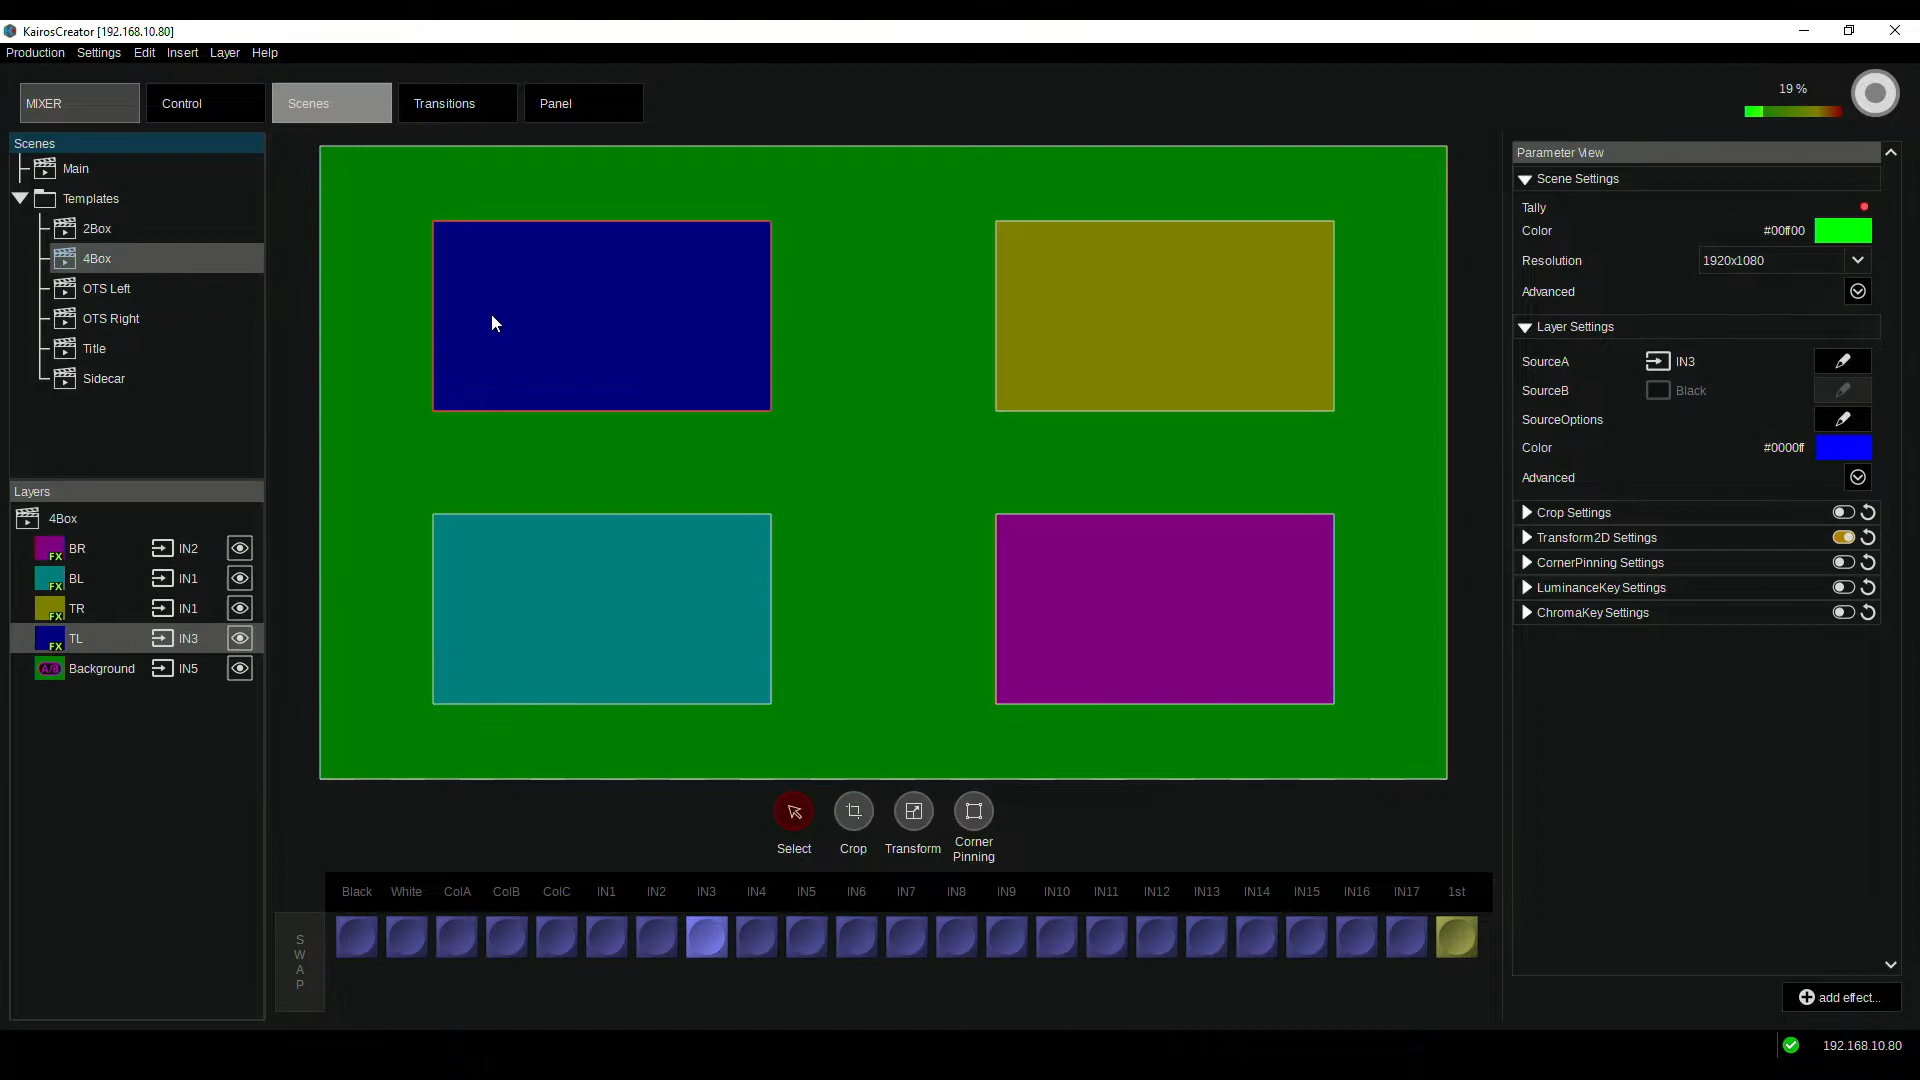 KairosCreator [192.168.10.80]
Production Settings Edit Insert Layer Help
MIXER Control Scenes Transitions Panel
19 %
Scenes
Main
Templates
2Box
4Box
OTS Left
OTS Right
Title
Sidecar
Layers
4Box
FX BR IN2
FX BL IN1
FX TR IN1
FX TL IN3
A/B Background IN5
Select Crop Transform Corner
Pinning
Black White ColA ColB ColC IN1 IN2 IN3 IN4 IN5 IN6 IN7 IN8 IN9 IN10 IN11 IN12 IN13 IN14 IN15 IN16 IN17 1st
S
W
A
P
Parameter View
Scene Settings
Tally
Color #00ff00
Resolution 1920x1080
Advanced
Layer Settings
SourceA IN3
SourceB Black
SourceOptions
Color #0000ff
Advanced
Crop Settings
Transform2D Settings
CornerPinning Settings
LuminanceKey Settings
ChromaKey Settings
add effect...
192.168.10.80